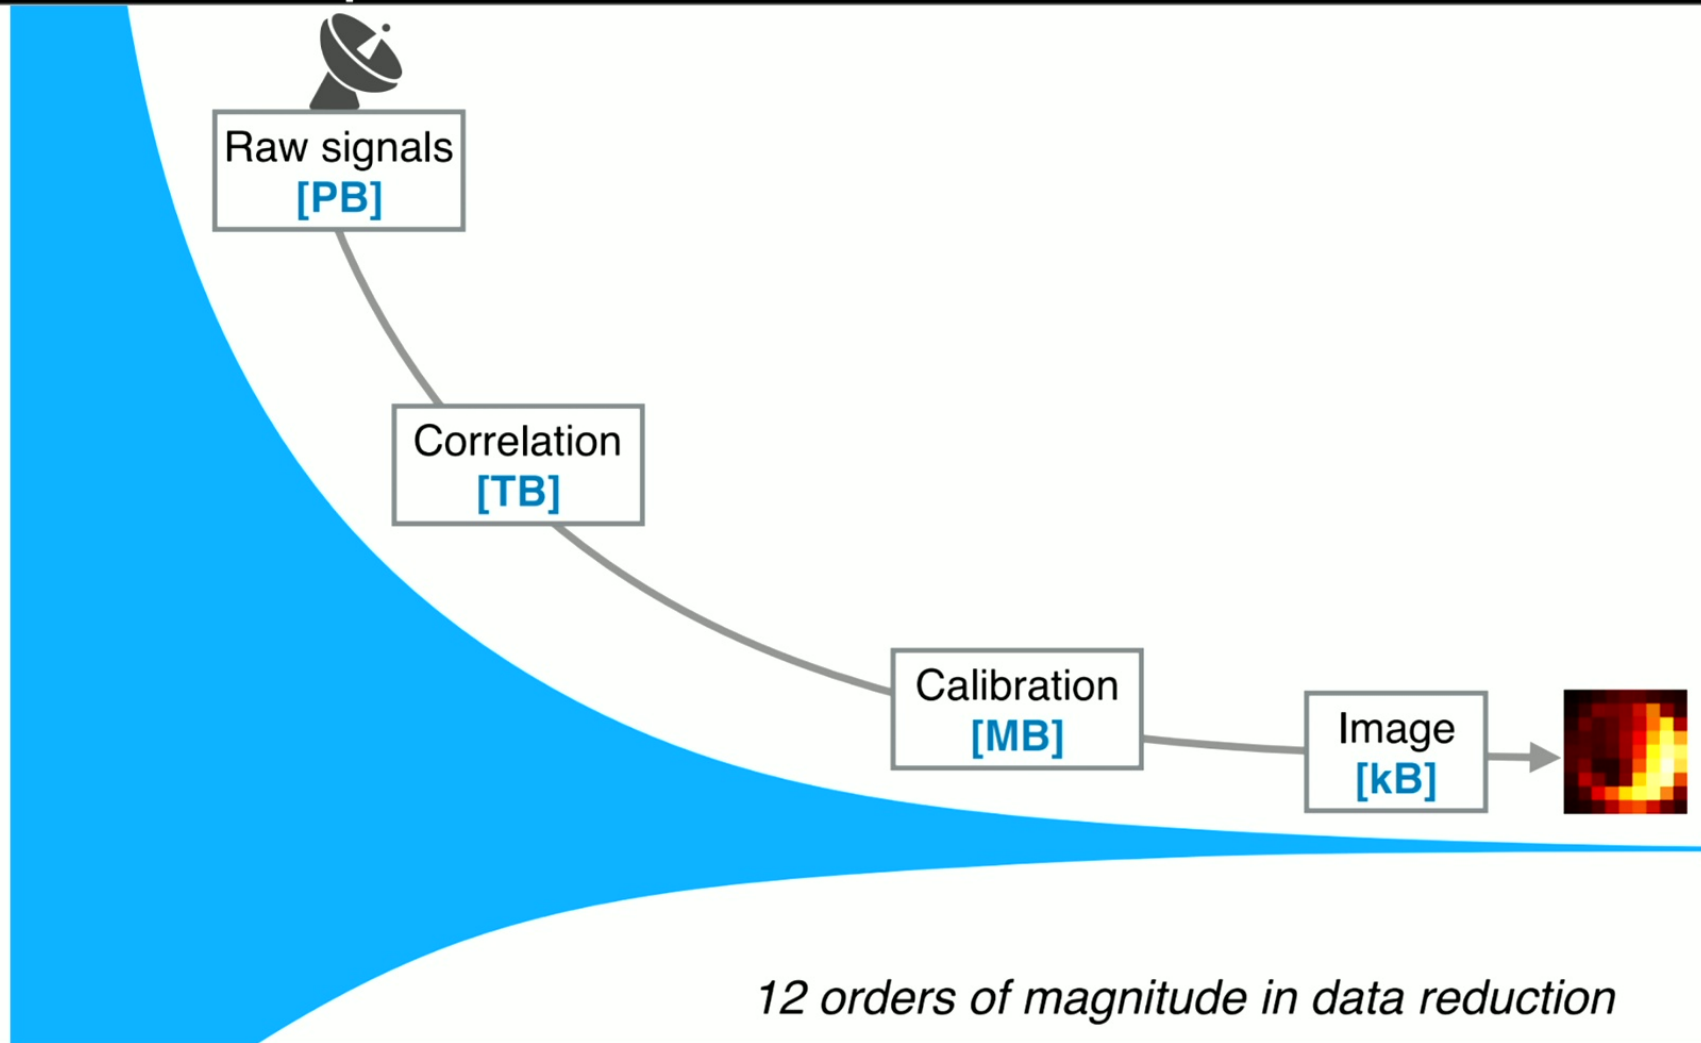 Raw signals
[PB]
Correlation
[TB]
Calibration
[MB]
Image
[kB]
12 orders of magnitude in data reduction